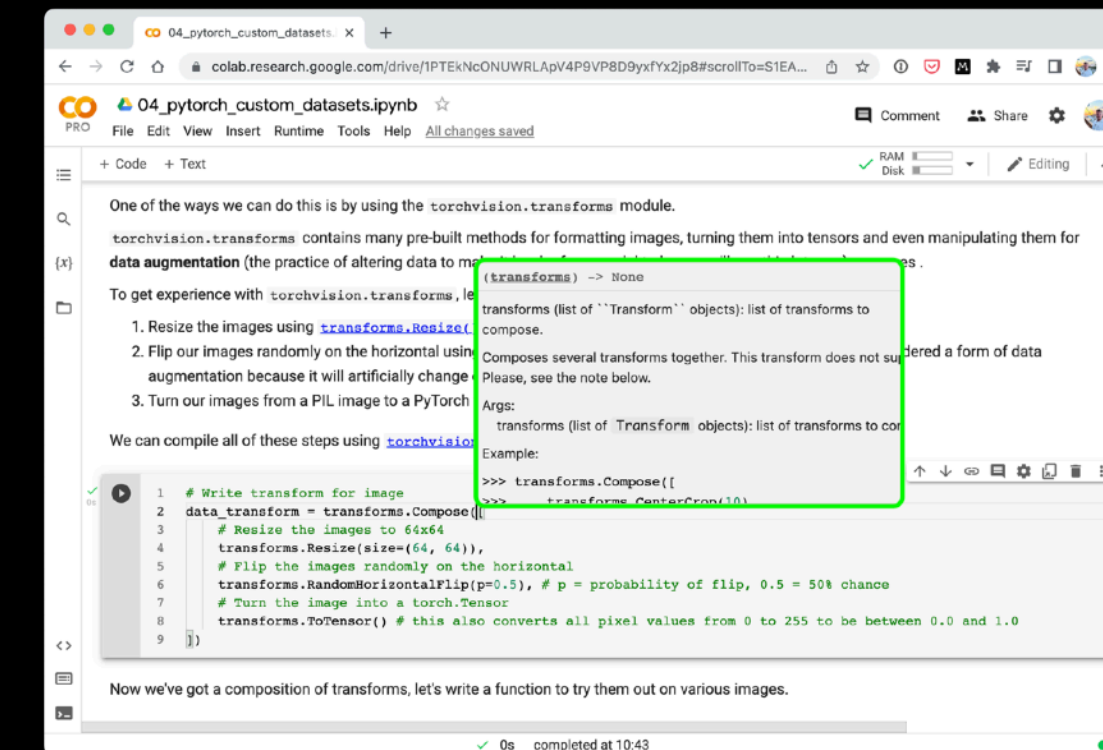 04_pytorch_custom_datasets.
colab.research.google.com/drive/1PTEkNcONUWRLApV4P9VP8D9yxfYx2jp8#scrollTo=S1EA...
CO
PRO
04_pytorch_custom_datasets.ipynb
Comment
Share
File Edit View Insert Runtime Tools Help All changes saved
+ Code + Text
RAM
Disk
Editing
One of the ways we can do this is by using the torchvision.transforms module.
torchvision.transforms contains many pre-built methods for formatting images, turning them into tensors and even manipulating them for
data augmentation (the practice of altering data to
To get experience with torchvision.transforms,
1. Resize the images using transforms.Resize(
2. Flip our images randomly on the horizontal using
dered a form of data
augmentation because it will artificially change
3. Turn our images from a PIL image to a PyTorch
We can compile all of these steps using
(transforms) -> None
transforms (list of ``Transform`` objects): list of transforms to
compose.
Composes several transforms together. This transform does not
Please, see the note below.
Args:
transforms (list of Transform objects): list of transforms to
Example:
>>> transforms.Compose([
>>> transforms.CenterCrop(10)
0s
1 # Write transform for image
2 data_transform = transforms.Compose([
3 # Resize the images to 64x64
4 transforms.Resize(size=(64, 64)),
5 # Flip the images randomly on the horizontal
6 transforms.RandomHorizontalFlip(p=0.5), # p = probability of flip, 0.5 = 50% chance
7 # Turn the image into a torch.Tensor
8 transforms.ToTensor() # this also converts all pixel values from 0 to 255 to be between 0.0 and 1.0
9 ])
Now we've got a composition of transforms, let's write a function to try them out on various images.
0s completed at 10:43